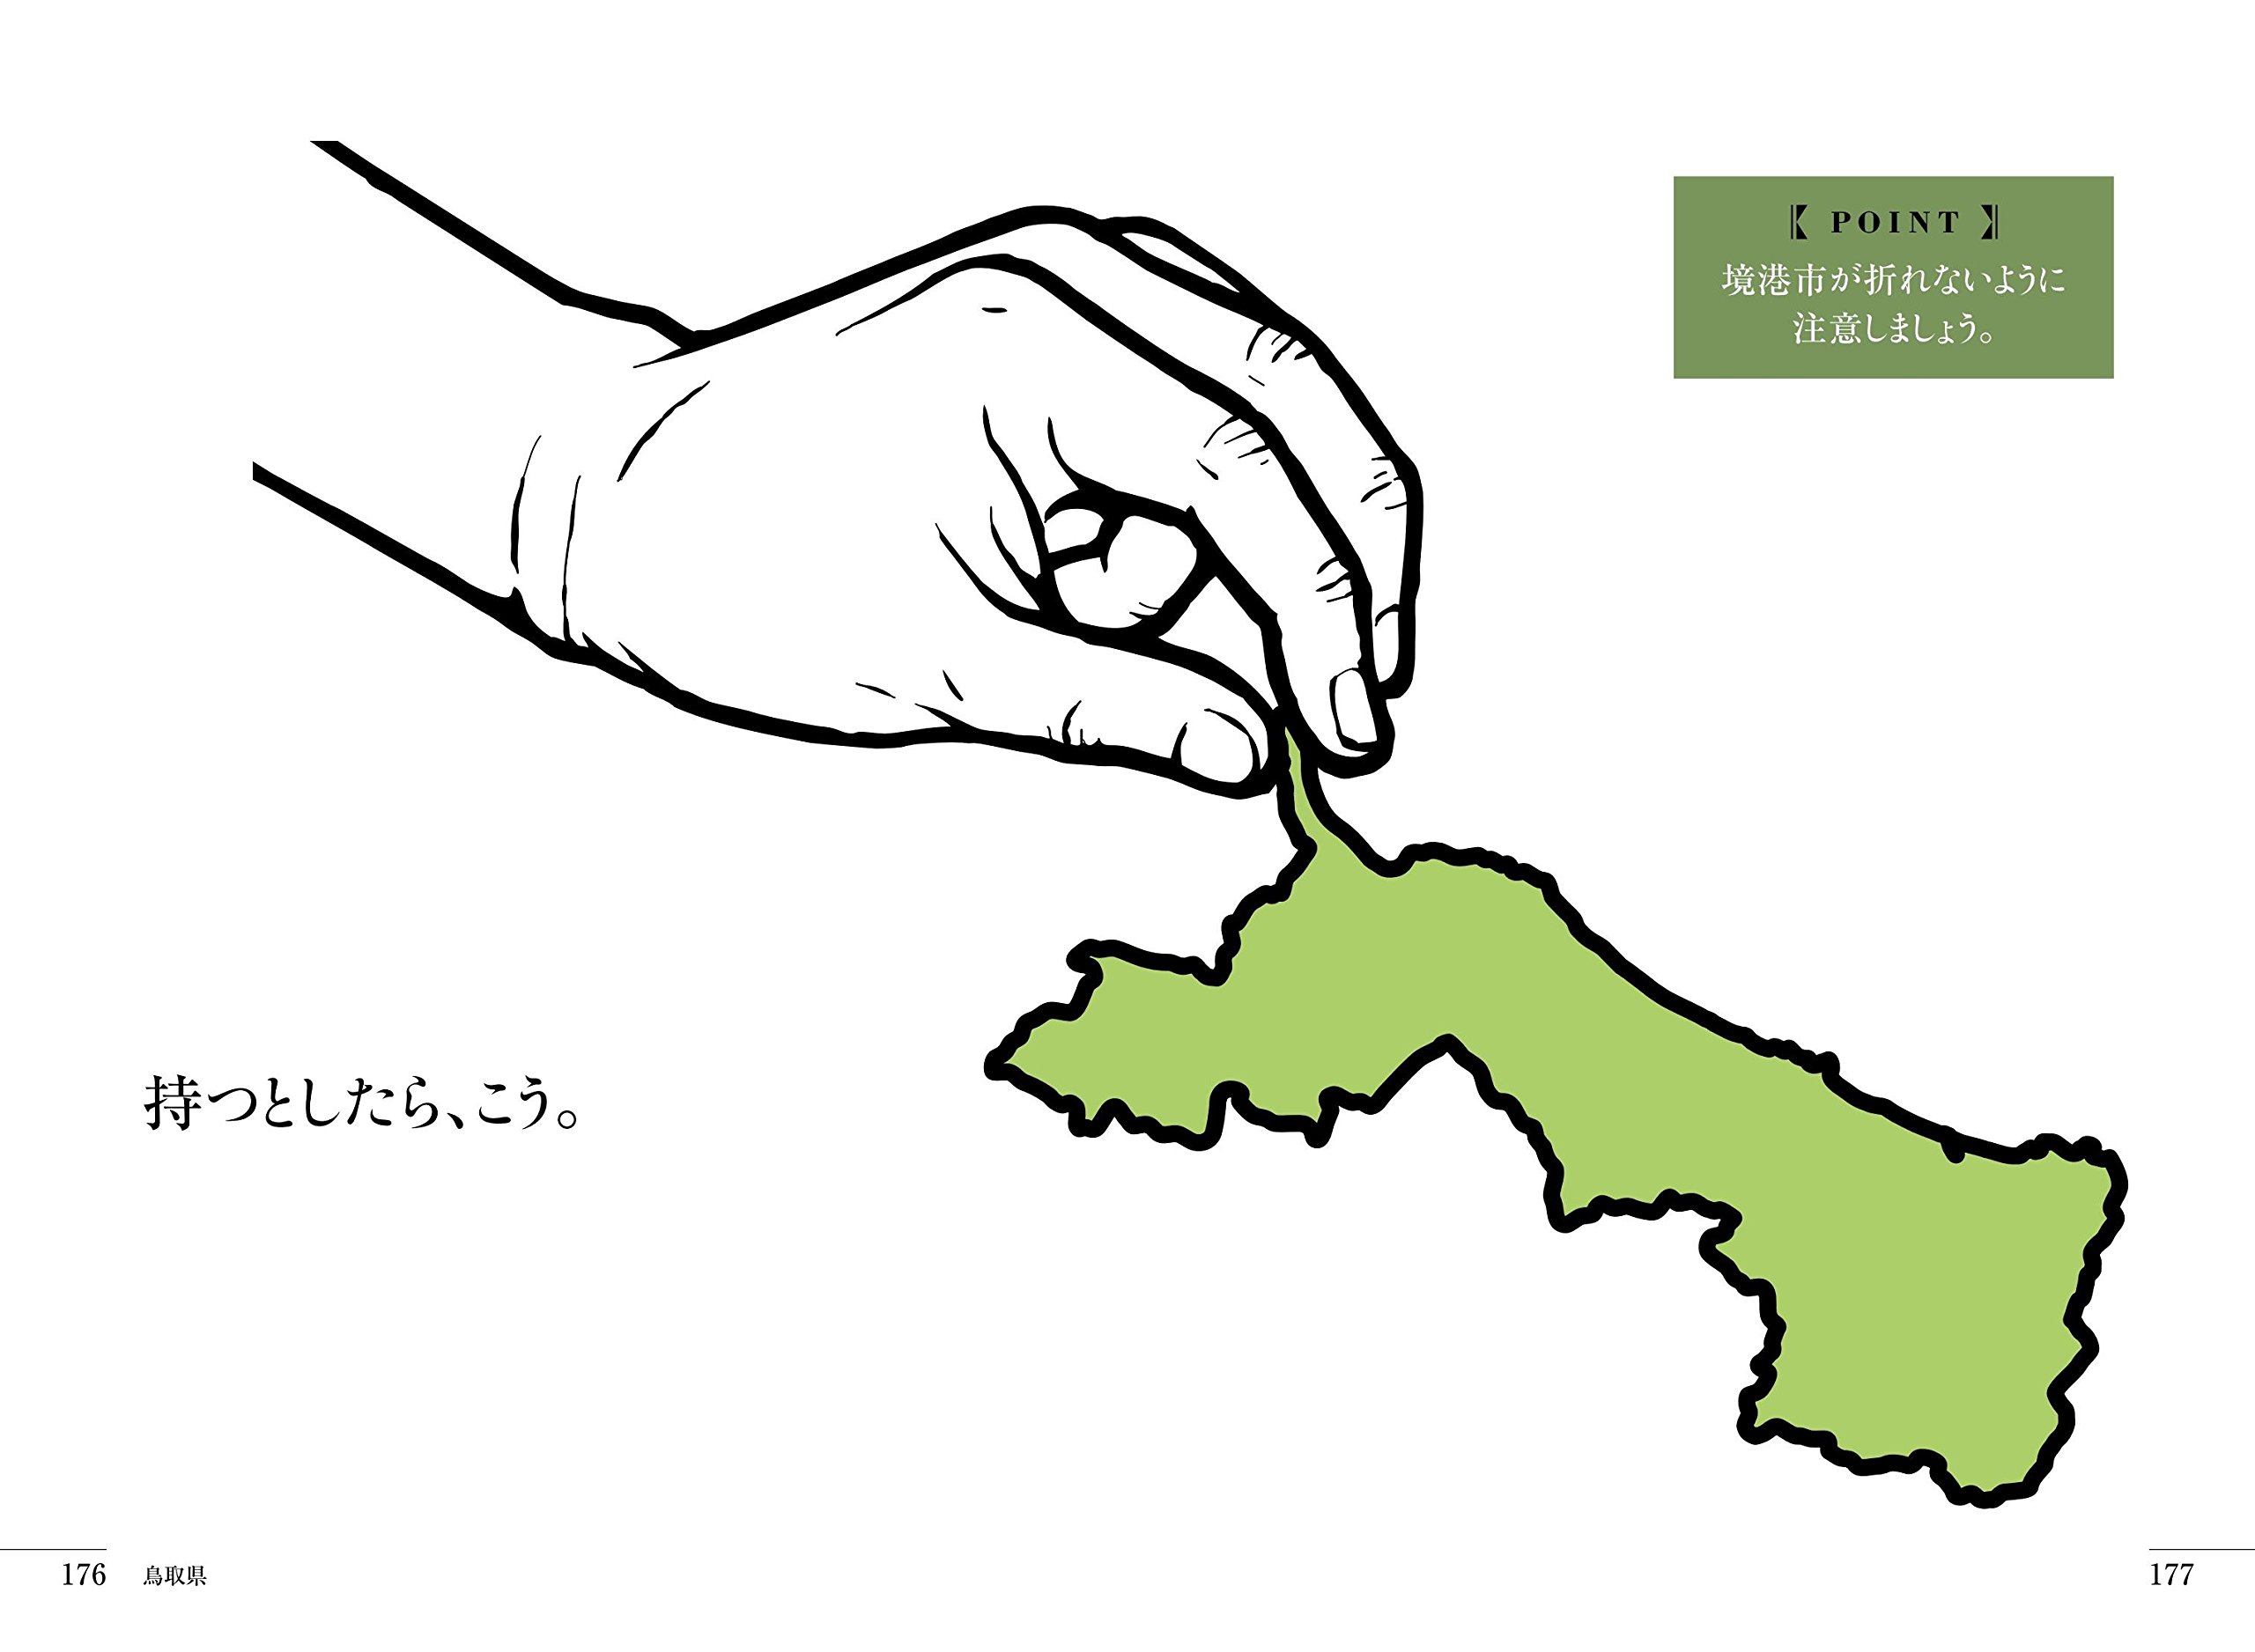 【 POINT 】
境港市が折れないように
注意しましょう。
持つとしたら、こう。
176 鳥取県
177